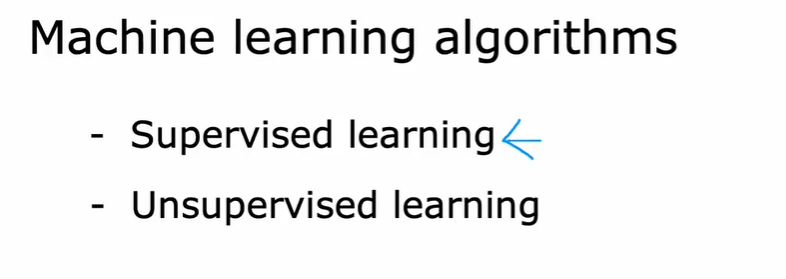 Machine learning algorithms
- Supervised learning
- Unsupervised learning